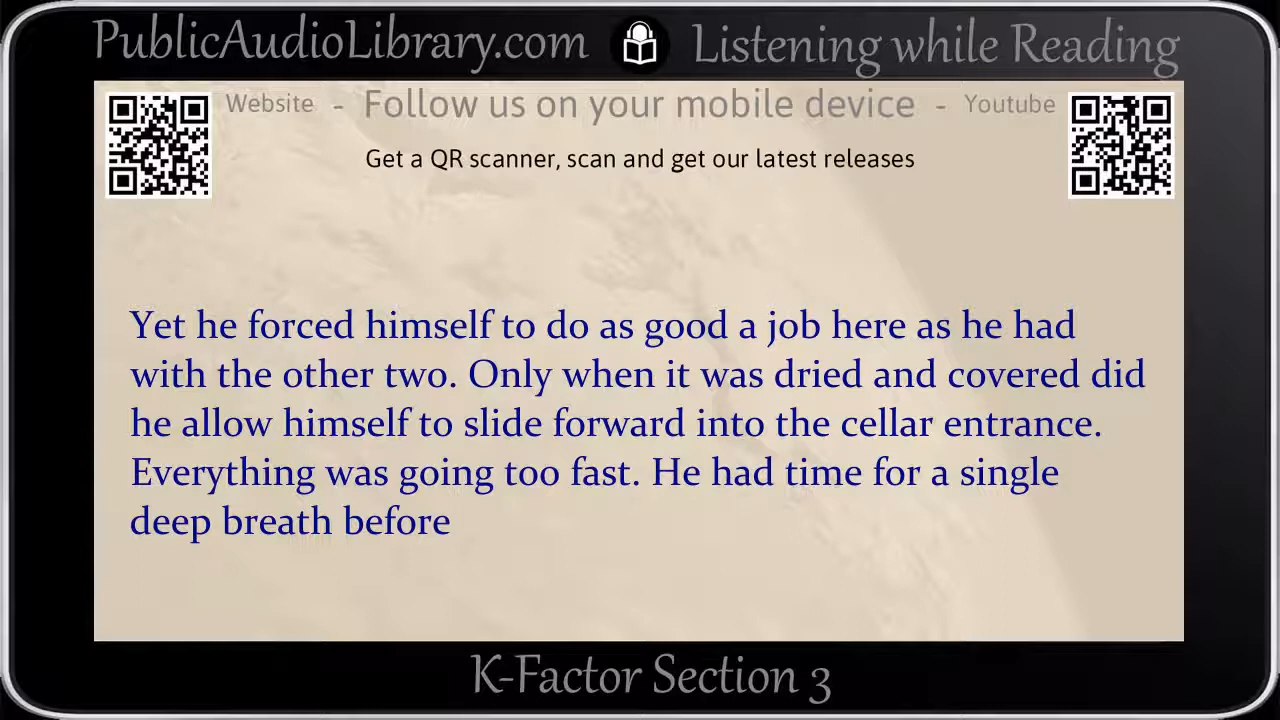 PublicAudioLibrary.com Listening while Reading
Website - Follow us on your mobile device - Youtube
Get a QR scanner, scan and get our latest releases
Yet he forced himself to do as good a job here as he had
with the other two. Only when it was dried and covered did
he allow himself to slide forward into the cellar entrance.
Everything was going too fast. He had time for a single
deep breath before
K-Factor Section 3